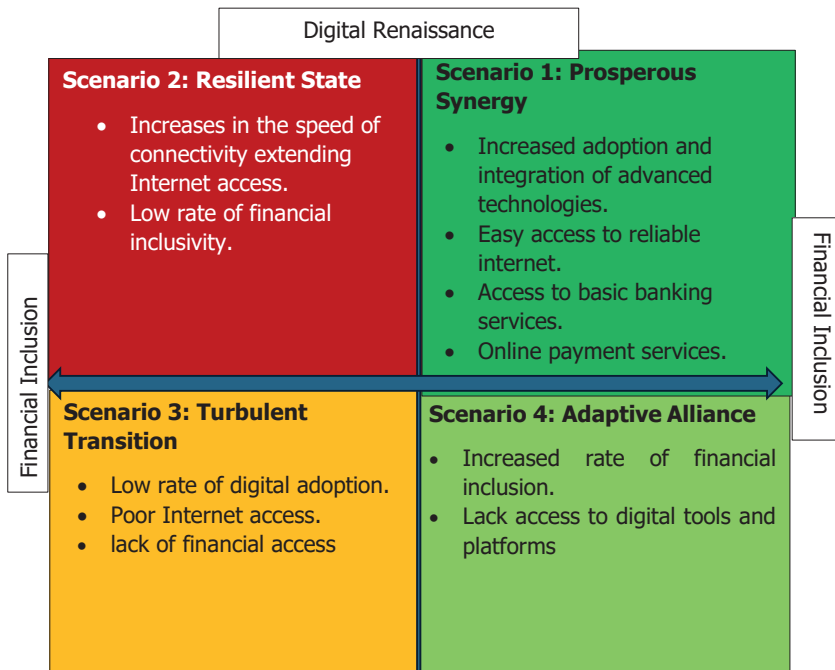 Digital Renaissance
Scenario 2: Resilient State
• Increases in the speed of
connectivity extending
Internet access.
• Low rate of financial
inclusivity.
Scenario 1: Prosperous
Synergy
• Increased adoption and
integration of advanced
technologies.
• Easy access to reliable
internet.
• Access to basic banking
services.
• Online payment services.
Financial Inclusion
Financial Inclusion
Scenario 3: Turbulent
Transition
• Low rate of digital adoption.
• Poor Internet access.
• lack of financial access
Scenario 4: Adaptive Alliance
• Increased rate of financial
inclusion.
• Lack access to digital tools and
platforms